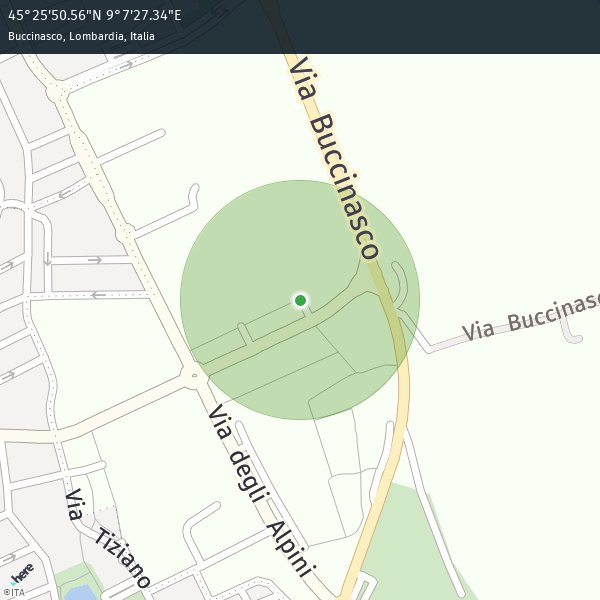 45°25'50.56"N 9°7'27.34"E
Buccinasco, Lombardia, Italia
Via Buccinasco
Via Buccinasc
Via degli Alpini
Via Tiziano
here
©ITA